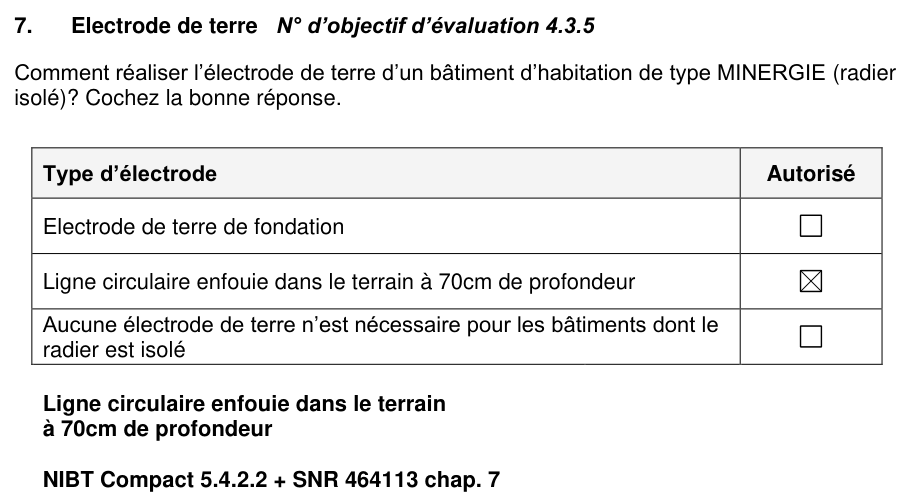 7. Electrode de terre N° d'objectif d'évaluation 4.3.5
Comment réaliser l'électrode de terre d'un bâtiment d'habitation de type MINERGIE (radier
isolé)? Cochez la bonne réponse.
Type d'électrode Autorisé
Electrode de terre de fondation ☐
Ligne circulaire enfouie dans le terrain à 70cm de profondeur ☒
Aucune électrode de terre n'est nécessaire pour les bâtiments dont le
radier est isolé ☐
Ligne circulaire enfouie dans le terrain
à 70cm de profondeur
NIBT Compact 5.4.2.2 + SNR 464113 chap. 7